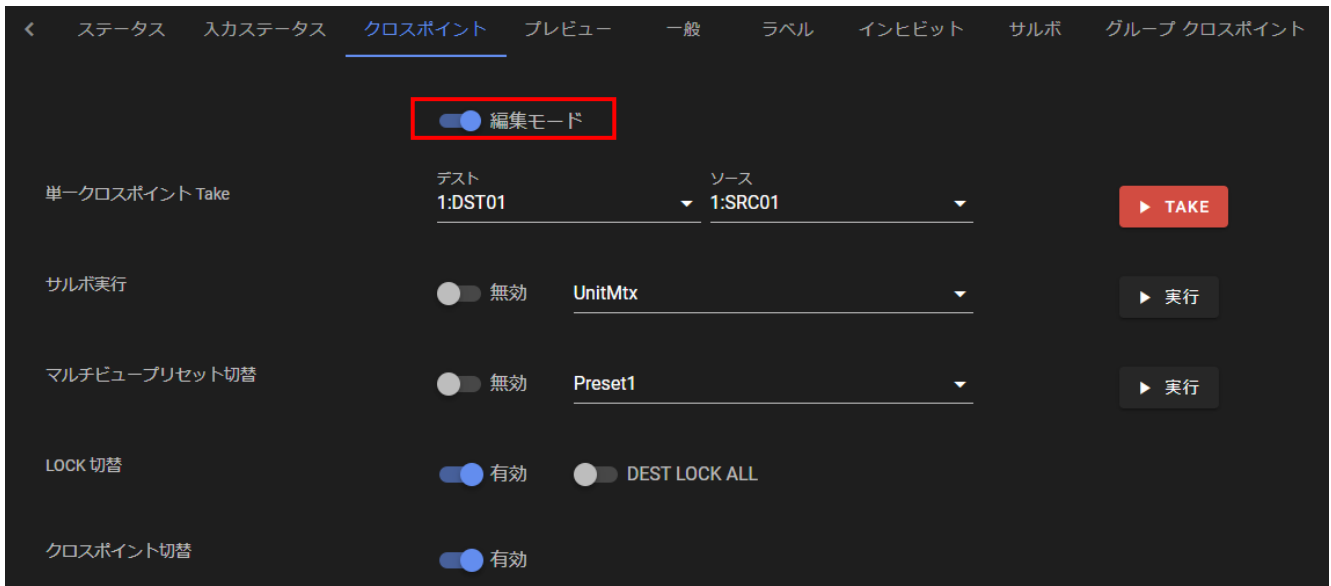 ステータス 入力ステータス クロスポイント プレビュー 一般 ラベル インヒビット サルボ グループ クロスポイント
編集モード
単一クロスポイント Take
デスト
1:DST01
ソース
1:SRC01
TAKE
サルボ実行
無効
UnitMtx
実行
マルチビュープリセット切替
無効
Preset1
実行
LOCK 切替
有効
DEST LOCK ALL
クロスポイント切替
有効